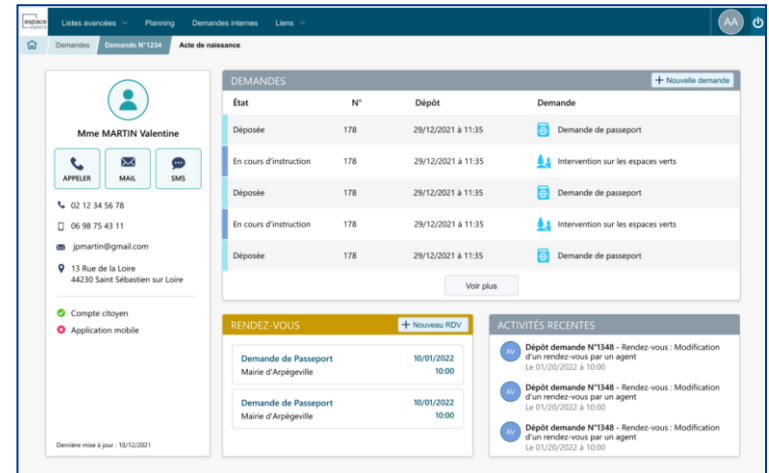 espace
AGENTS
Listes avancées
Planning
Demandes internes
Liens
AA
Demandes
Demande N°1234
Acte de naissance
Mme MARTIN Valentine
APPELER
MAIL
SMS
02 12 34 56 78
06 98 75 43 11
jpmartin@gmail.com
13 Rue de la Loire
44230 Saint Sébastien sur Loire
Compte citoyen
Application mobile
Dernière mise à jour : 10/12/2021
DEMANDES
+ Nouvelle demande
État N° Dépôt Demande
Déposée 178 29/12/2021 à 11:35 Demande de passeport
En cours d'instruction 178 29/12/2021 à 11:35 Intervention sur les espaces verts
Déposée 178 29/12/2021 à 11:35 Demande de passeport
En cours d'instruction 178 29/12/2021 à 11:35 Intervention sur les espaces verts
Déposée 178 29/12/2021 à 11:35 Demande de passeport
Voir plus
RENDEZ-VOUS
+ Nouveau RDV
Demande de Passeport 10/01/2022
Mairie d'Arpègeville 10:00
Demande de Passeport 10/01/2022
Mairie d'Arpègeville 10:00
ACTIVITÉS RECENTES
AV
Dépôt demande N°1348 - Rendez-vous : Modification
d'un rendez-vous par un agent
Le 01/20/2022 à 10:00
AV
Dépôt demande N°1348 - Rendez-vous : Modification
d'un rendez-vous par un agent
Le 01/20/2022 à 10:00
AV
Dépôt demande N°1348 - Rendez-vous : Modification
d'un rendez-vous par un agent
Le 01/20/2022 à 10:00